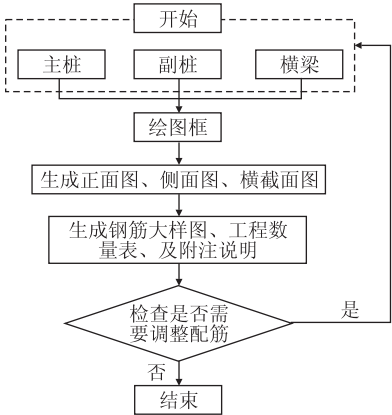 开始
主桩
副桩
横梁
绘图框
生成正面图、侧面图、横截面图
生成钢筋大样图、工程数
量表、及附注说明
检查是否需
要调整配筋
是
否
结束